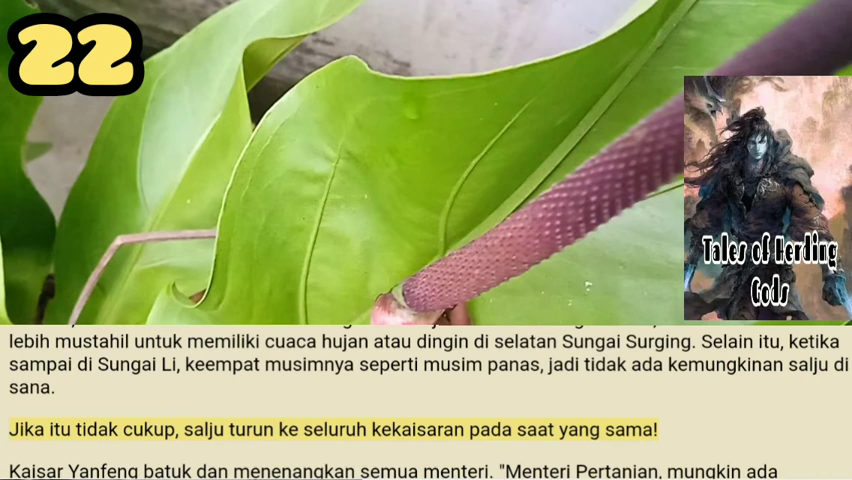 22
Tales of Herding
Gods
lebih mustahil untuk memiliki cuaca hujan atau dingin di selatan Sungai Surging. Selain itu, ketika
sampai di Sungai Li, keempat musimnya seperti musim panas, jadi tidak ada kemungkinan salju di
sana.
Jika itu tidak cukup, salju turun ke seluruh kekaisaran pada saat yang sama!
Kaisar Yanfeng batuk dan menenangkan semua menteri. "Menteri Pertanian, mungkin ada